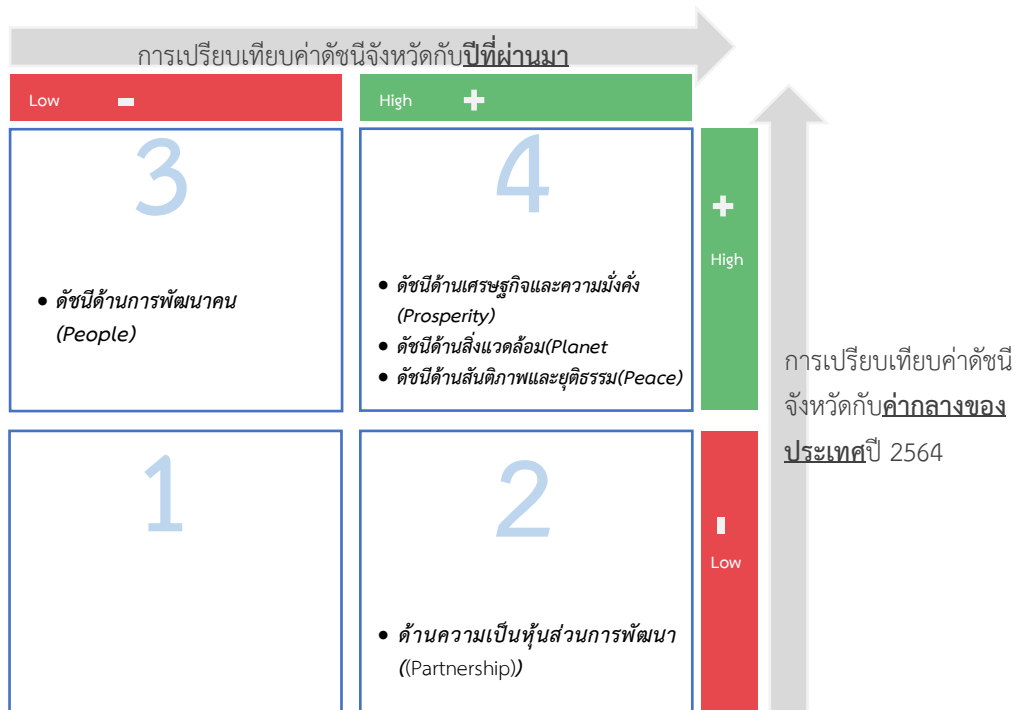 การเปรียบเทียบค่าดัชนีจังหวัดกับปีที่ผ่านมา
Low -
High +
3
4
+
High
• ดัชนีด้านการพัฒนาคน
(People)
• ดัชนีด้านเศรษฐกิจและความมั่งคั่ง
(Prosperity)
• ดัชนีด้านสิ่งแวดล้อม(Planet
• ดัชนีด้านสันติภาพและยุติธรรม(Peace)
การเปรียบเทียบค่าดัชนี
จังหวัดกับค่ากลางของ
ประเทศปี 2564
1
2
-
Low
• ด้านความเป็นหุ้นส่วนการพัฒนา
((Partnership))